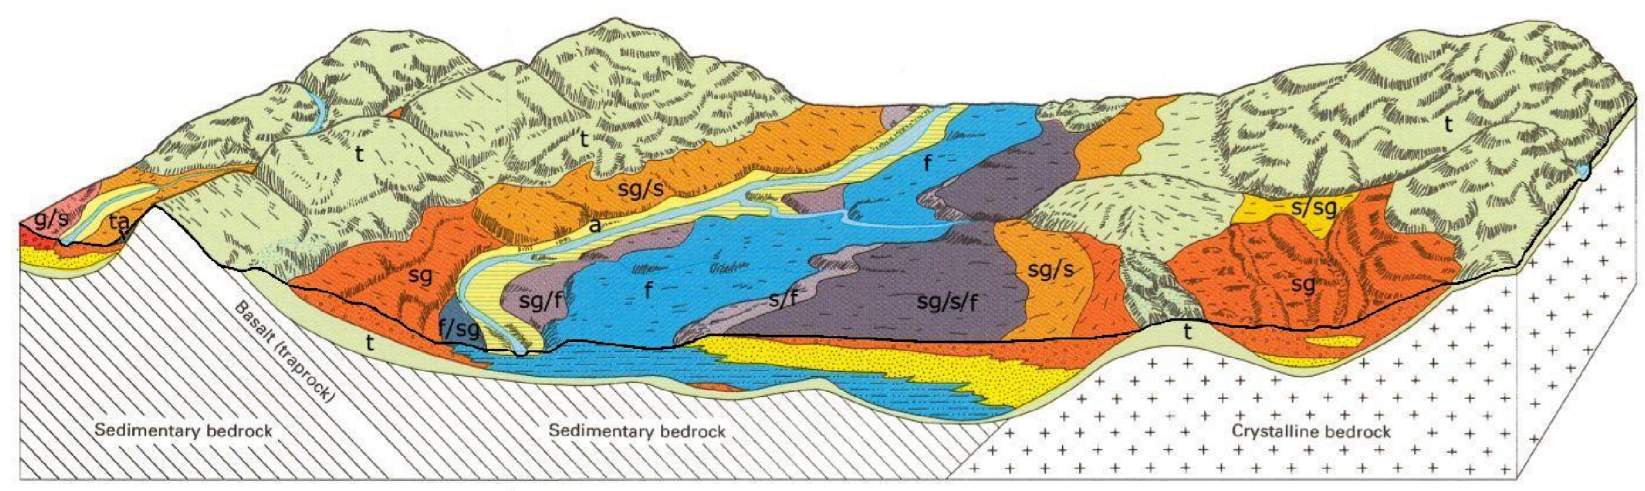 t
t
t
f
sg/s
s/sg
g/s
ta
a
sg
sg/f
f
s/f
sg/s/f
sg/s
sg
f/sg
t
t
Basalt (traprock)
Sedimentary bedrock
Sedimentary bedrock
Crystalline bedrock